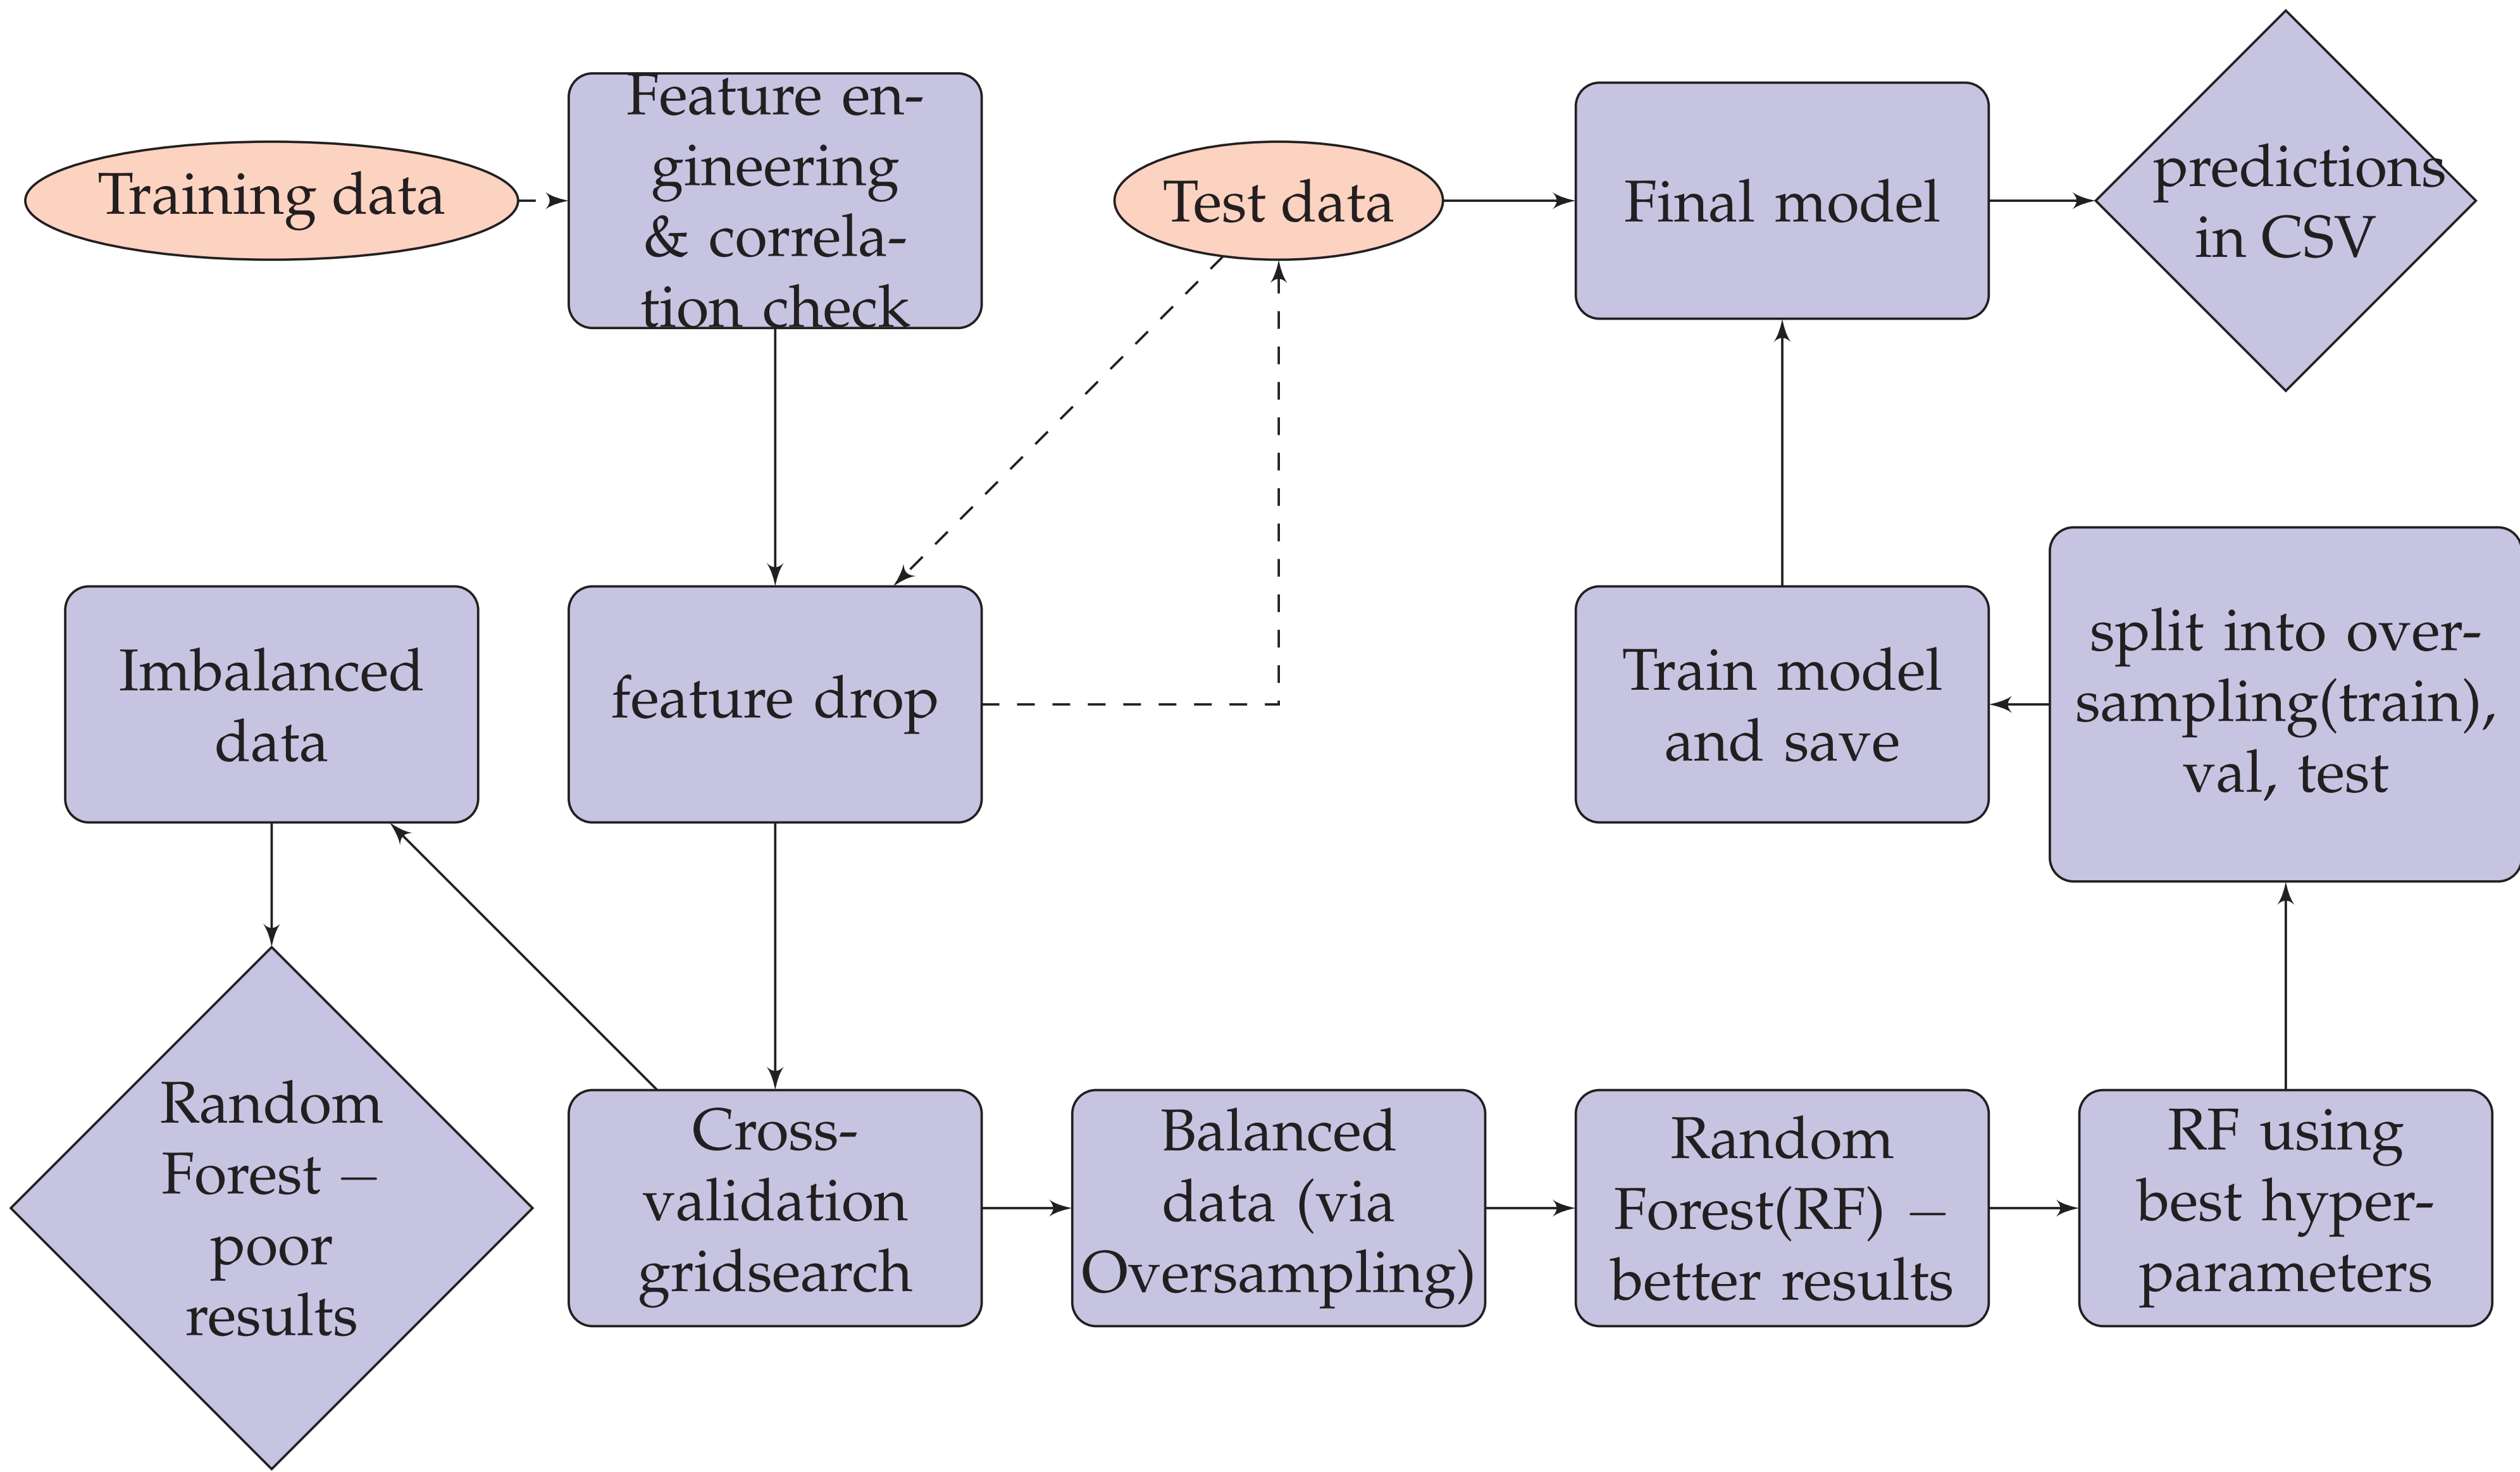 Training data
Feature en-
gineering
& correla-
tion check
Test data
Final model
predictions
in CSV
Imbalanced
data
feature drop
Train model
and save
split into over-
sampling(train),
val, test
Random
Forest –
poor
results
Cross-
validation
gridsearch
Balanced
data (via
Oversampling)
Random
Forest(RF) –
better results
RF using
best hyper-
parameters